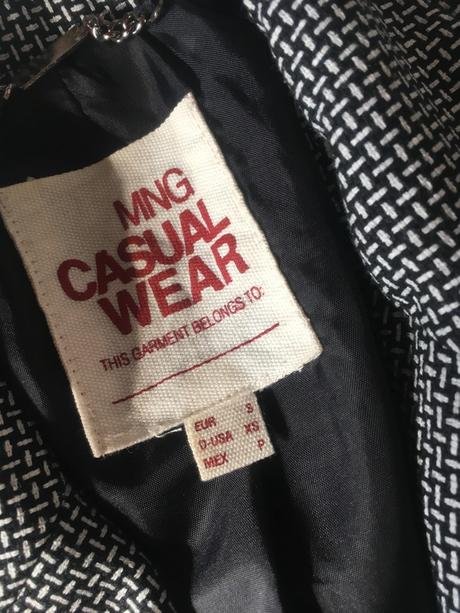 MNG
CASUAL
WEAR
THIS GARMENT BELONGS TO:
EUR S
D-USA XS
MEX P